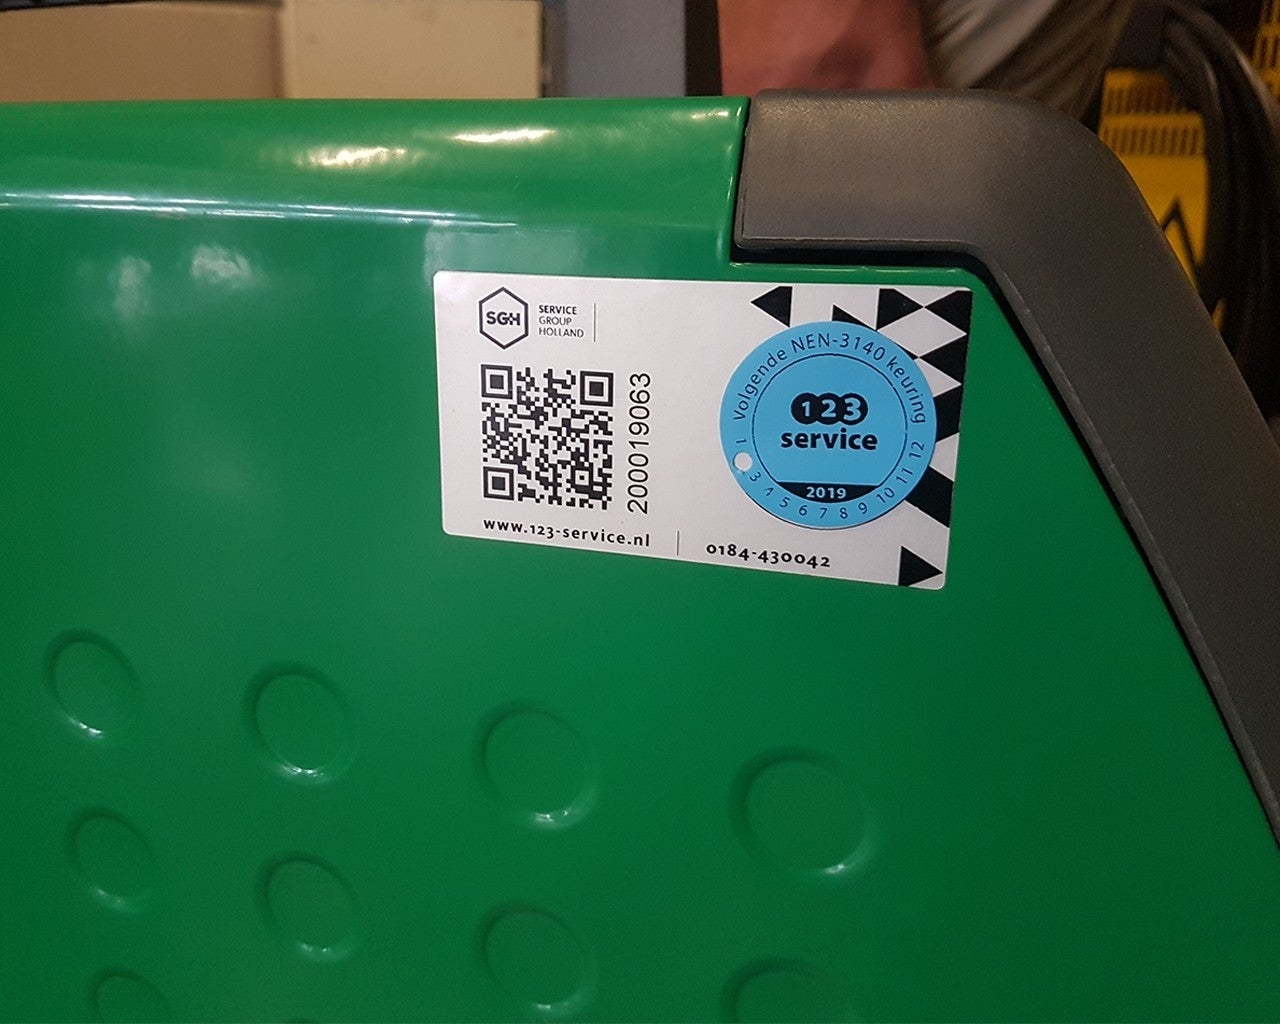 SGH
SERVICE
GROUP
HOLLAND
200019063
www.123-service.nl
0184-430042
Volgende NEN-3140 keuring
123
service
2019
1 3 4 5 6 7 8 9 10 11 12